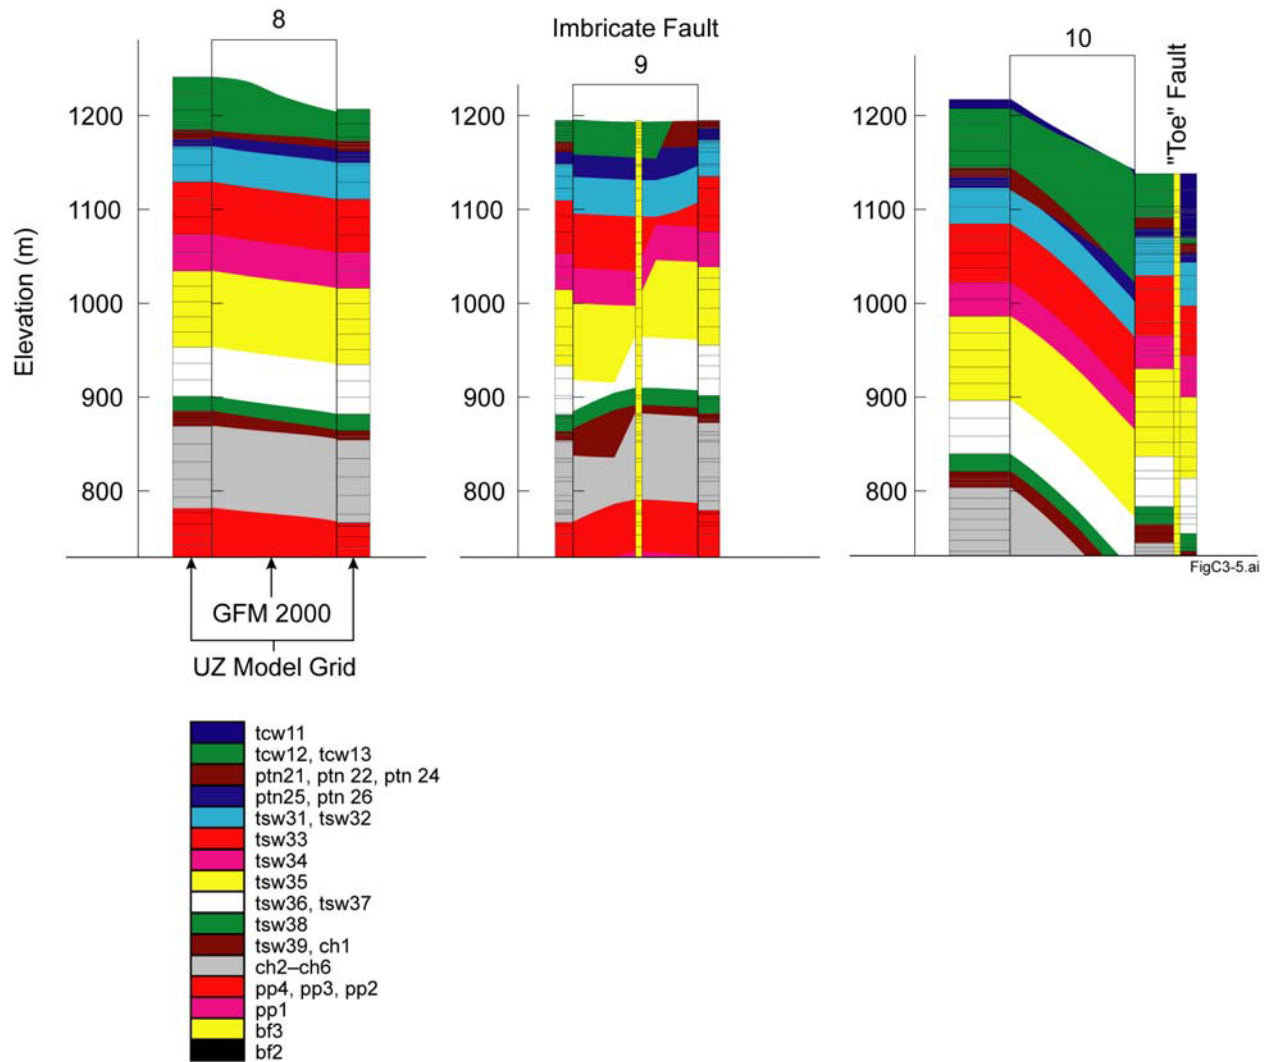 8
Imbricate Fault
9
10
"Toe" Fault
Elevation (m)
1200
1100
1000
900
800
1200
1100
1000
900
800
1200
1100
1000
900
800
FigC3-5.ai
GFM 2000
UZ Model Grid
tcw11
tcw12, tcw13
ptn21, ptn 22, ptn 24
ptn25, ptn 26
tsw31, tsw32
tsw33
tsw34
tsw35
tsw36, tsw37
tsw38
tsw39, ch1
ch2–ch6
pp4, pp3, pp2
pp1
bf3
bf2